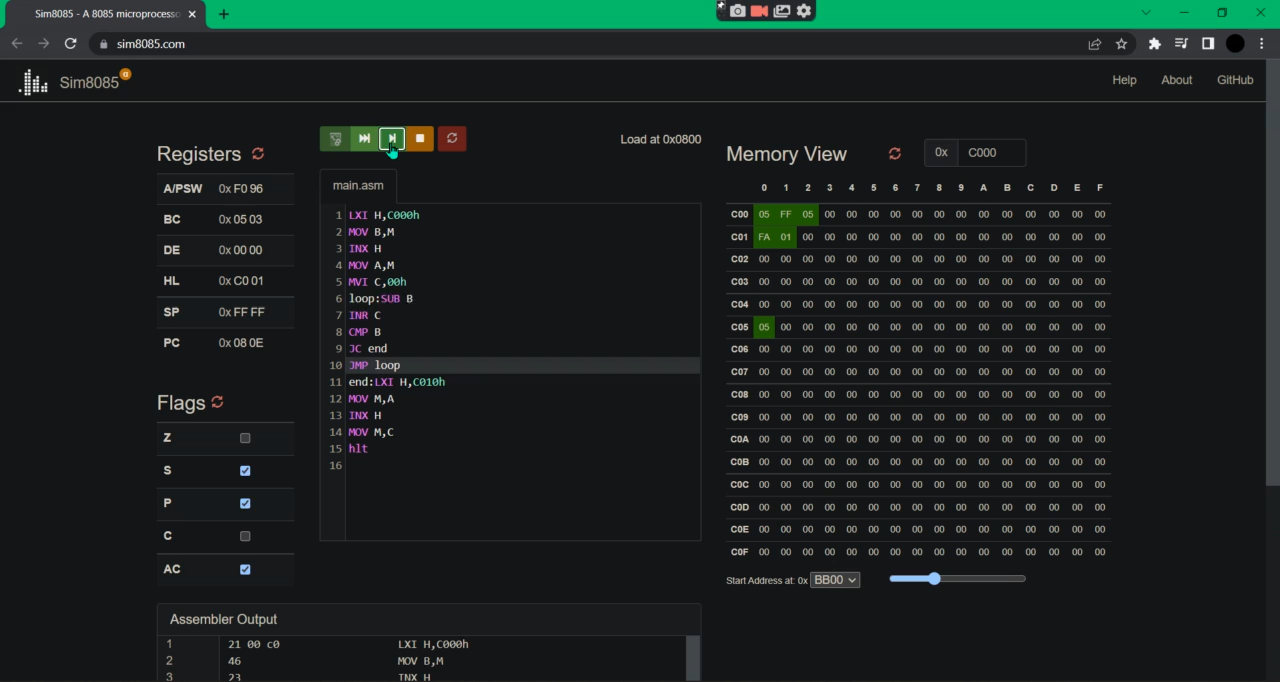 Sim8085 - A 8085 microprocesso
sim8085.com
Sim8085 α
Help About GitHub
Registers
A/PSW 0x F0 96
BC 0x 05 03
DE 0x 00 00
HL 0x C0 01
SP 0x FF FF
PC 0x 08 0E
Flags
Z
S
P
C
AC
Load at 0x0800
main.asm
1 LXI H,C000h
2 MOV B,M
3 INX H
4 MOV A,M
5 MVI C,00h
6 loop:SUB B
7 INR C
8 CMP B
9 JC end
10 JMP loop
11 end:LXI H,C010h
12 MOV M,A
13 INX H
14 MOV M,C
15 hlt
16
Assembler Output
1 21 00 c0 LXI H,C000h
2 46 MOV B,M
3 23 INX H
Memory View 0x C000
0 1 2 3 4 5 6 7 8 9 A B C D E F
C00 05 FF 05 00 00 00 00 00 00 00 00 00 00 00 00 00
C01 FA 01 00 00 00 00 00 00 00 00 00 00 00 00 00 00
C02 00 00 00 00 00 00 00 00 00 00 00 00 00 00 00 00
C03 00 00 00 00 00 00 00 00 00 00 00 00 00 00 00 00
C04 00 00 00 00 00 00 00 00 00 00 00 00 00 00 00 00
C05 05 00 00 00 00 00 00 00 00 00 00 00 00 00 00 00
C06 00 00 00 00 00 00 00 00 00 00 00 00 00 00 00 00
C07 00 00 00 00 00 00 00 00 00 00 00 00 00 00 00 00
C08 00 00 00 00 00 00 00 00 00 00 00 00 00 00 00 00
C09 00 00 00 00 00 00 00 00 00 00 00 00 00 00 00 00
C0A 00 00 00 00 00 00 00 00 00 00 00 00 00 00 00 00
C0B 00 00 00 00 00 00 00 00 00 00 00 00 00 00 00 00
C0C 00 00 00 00 00 00 00 00 00 00 00 00 00 00 00 00
C0D 00 00 00 00 00 00 00 00 00 00 00 00 00 00 00 00
C0E 00 00 00 00 00 00 00 00 00 00 00 00 00 00 00 00
C0F 00 00 00 00 00 00 00 00 00 00 00 00 00 00 00 00
Start Address at: 0x BB00